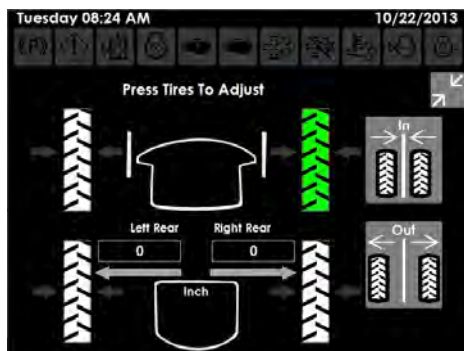 Tuesday 08:24 AM 10/22/2013
(P)
Press Tires To Adjust
In
Left Rear Right Rear
Out
0 0
Inch